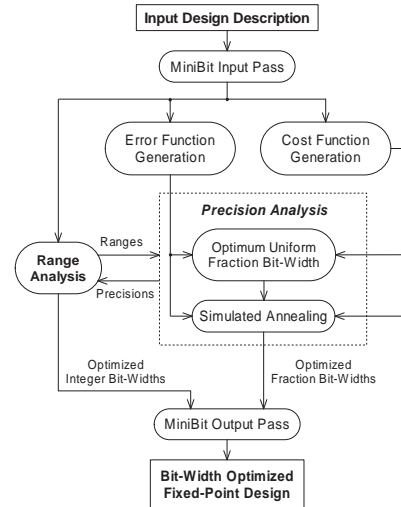 Input Design Description
MiniBit Input Pass
Error Function
Generation
Cost Function
Generation
Precision Analysis
Optimum Uniform
Fraction Bit-Width
Ranges
Range
Analysis
Precisions
Simulated Annealing
Optimized
Integer Bit-Widths
Optimized
Fraction Bit-Widths
MiniBit Output Pass
Bit-Width Optimized
Fixed-Point Design